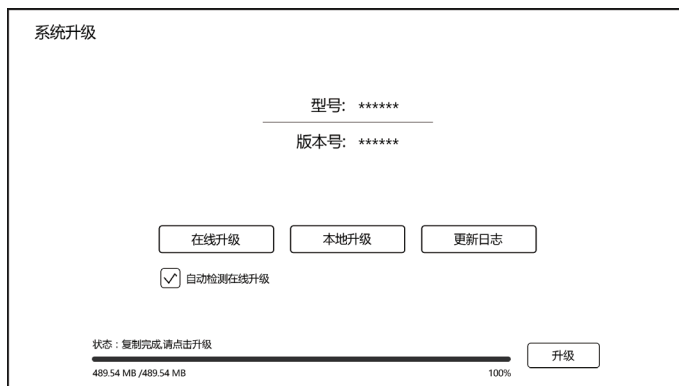 系统升级
型号: ******
版本号: ******
在线升级 本地升级 更新日志
自动检测在线升级
状态：复制完成,请点击升级
升级
489.54 MB /489.54 MB 100%